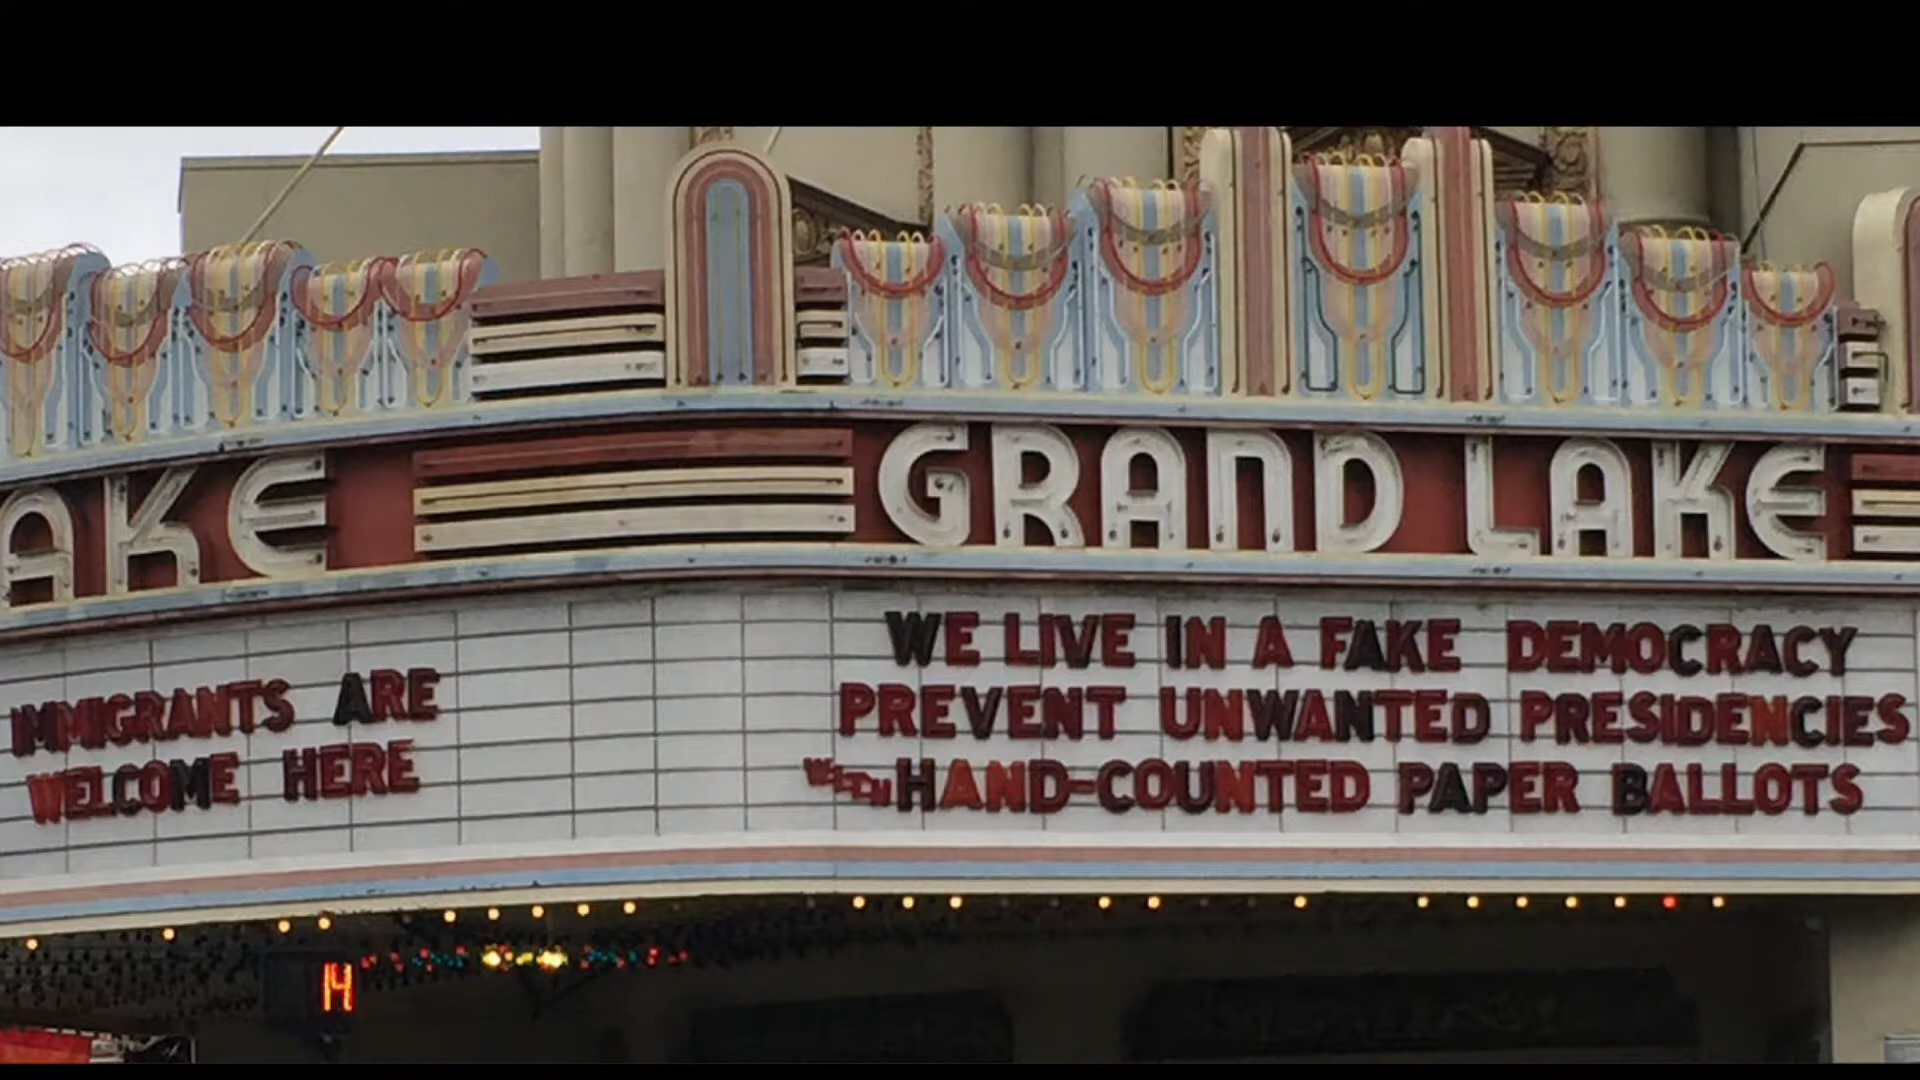 AKE
GRAND LAKE
IMMIGRANTS ARE
WELCOME HERE
WE LIVE IN A FAKE DEMOCRACY
PREVENT UNWANTED PRESIDENCIES
WITH HAND-COUNTED PAPER BALLOTS
14